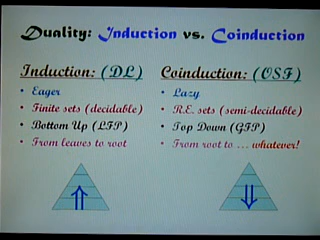 Duality: Induction vs. Coinduction
Induction: (DL)
• Eager
• Finite sets (decidable)
• Bottom Up (LFP)
• From leaves to root
Coinduction: (OSF)
• Lazy
• R.E. sets (semi-decidable)
• Top Down (GFP)
• From root to ... whatever!